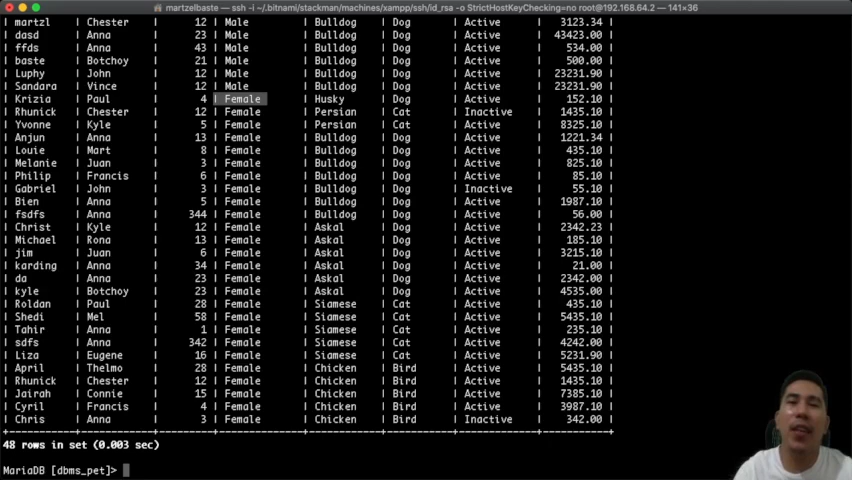 martzelbaste — ssh -i ~/.bitnami/stackman/machines/xampp/ssh/id_rsa -o StrictHostKeyChecking=no root@192.168.64.2 — 141×36
| martzl | Chester | 12 | Male | Bulldog | Dog | Active | 3123.34 |
| dasd | Anna | 23 | Male | Bulldog | Dog | Active | 43423.00 |
| ffds | Anna | 43 | Male | Bulldog | Dog | Active | 534.00 |
| baste | Botchoy | 21 | Male | Bulldog | Dog | Active | 500.00 |
| Luphy | John | 12 | Male | Bulldog | Dog | Active | 23231.90 |
| Sandara | Vince | 12 | Male | Bulldog | Dog | Active | 23231.90 |
| Krizia | Paul | 4 | Female | Husky | Dog | Active | 152.10 |
| Rhunick | Chester | 12 | Female | Persian | Cat | Inactive | 1435.10 |
| Yvonne | Kyle | 5 | Female | Persian | Cat | Active | 8325.10 |
| Anjun | Anna | 13 | Female | Bulldog | Dog | Active | 1221.34 |
| Louie | Mart | 8 | Female | Bulldog | Dog | Active | 435.10 |
| Melanie | Juan | 3 | Female | Bulldog | Dog | Active | 825.10 |
| Philip | Francis | 6 | Female | Bulldog | Dog | Active | 85.10 |
| Gabriel | John | 3 | Female | Bulldog | Dog | Inactive | 55.10 |
| Bien | Anna | 5 | Female | Bulldog | Dog | Active | 1987.10 |
| fsdfs | Anna | 344 | Female | Bulldog | Dog | Active | 56.00 |
| Christ | Kyle | 12 | Female | Askal | Dog | Active | 2342.23 |
| Michael | Rona | 13 | Female | Askal | Dog | Active | 185.10 |
| jim | Juan | 6 | Female | Askal | Dog | Active | 3215.10 |
| karding | Anna | 34 | Female | Askal | Dog | Active | 21.00 |
| da | Anna | 23 | Female | Askal | Dog | Active | 2342.00 |
| kyle | Botchoy | 23 | Female | Askal | Dog | Active | 4535.00 |
| Roldan | Paul | 28 | Female | Siamese | Cat | Active | 435.10 |
| Shedi | Mel | 58 | Female | Siamese | Cat | Active | 5435.10 |
| Tahir | Anna | 1 | Female | Siamese | Cat | Active | 235.10 |
| sdfs | Anna | 342 | Female | Siamese | Cat | Active | 4242.00 |
| Liza | Eugene | 16 | Female | Siamese | Cat | Active | 5231.90 |
| April | Thelmo | 28 | Female | Chicken | Bird | Active | 5435.10 |
| Rhunick | Chester | 12 | Female | Chicken | Bird | Active | 1435.10 |
| Jairah | Connie | 15 | Female | Chicken | Bird | Active | 7385.10 |
| Cyril | Francis | 4 | Female | Chicken | Bird | Active | 3987.10 |
| Chris | Anna | 3 | Female | Chicken | Bird | Inactive | 342.00 |
48 rows in set (0.003 sec)
MariaDB [dbms_pet]>